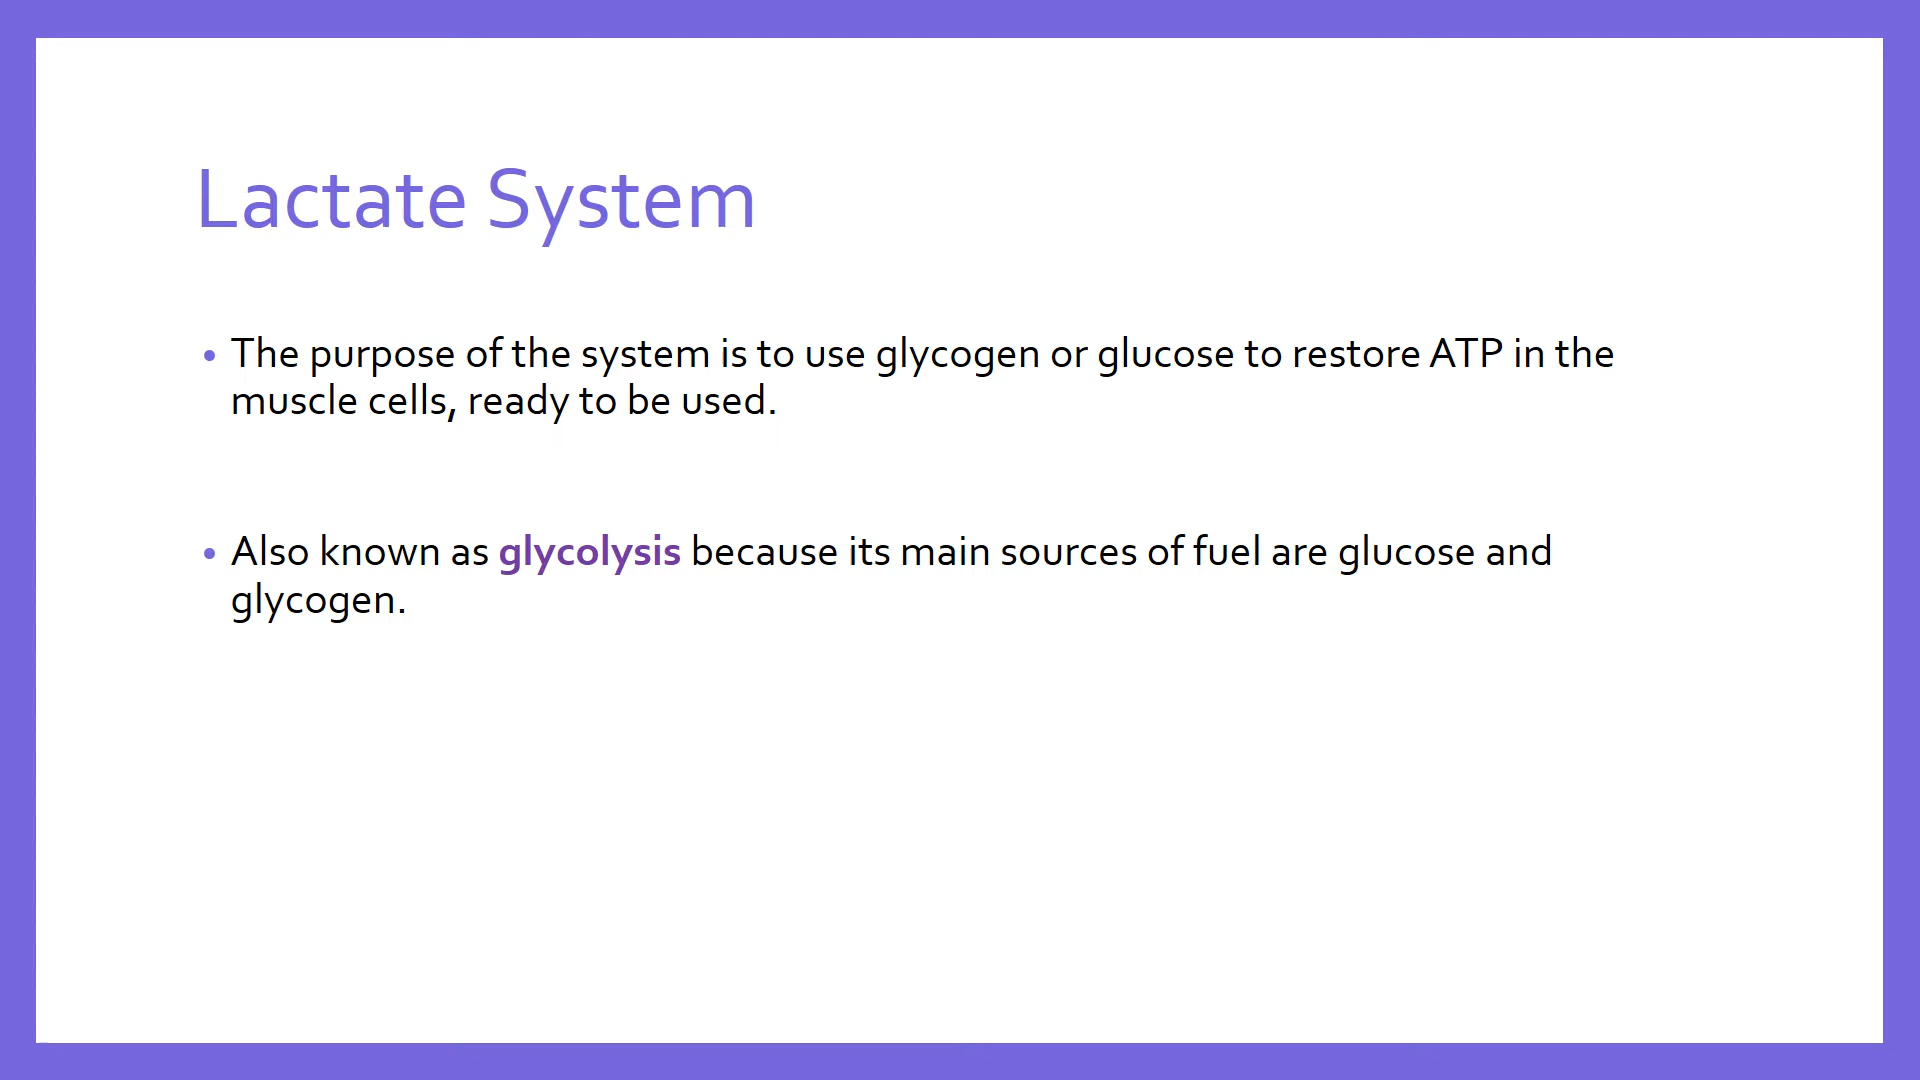 Lactate System
• The purpose of the system is to use glycogen or glucose to restore ATP in the
muscle cells, ready to be used.
• Also known as glycolysis because its main sources of fuel are glucose and
glycogen.